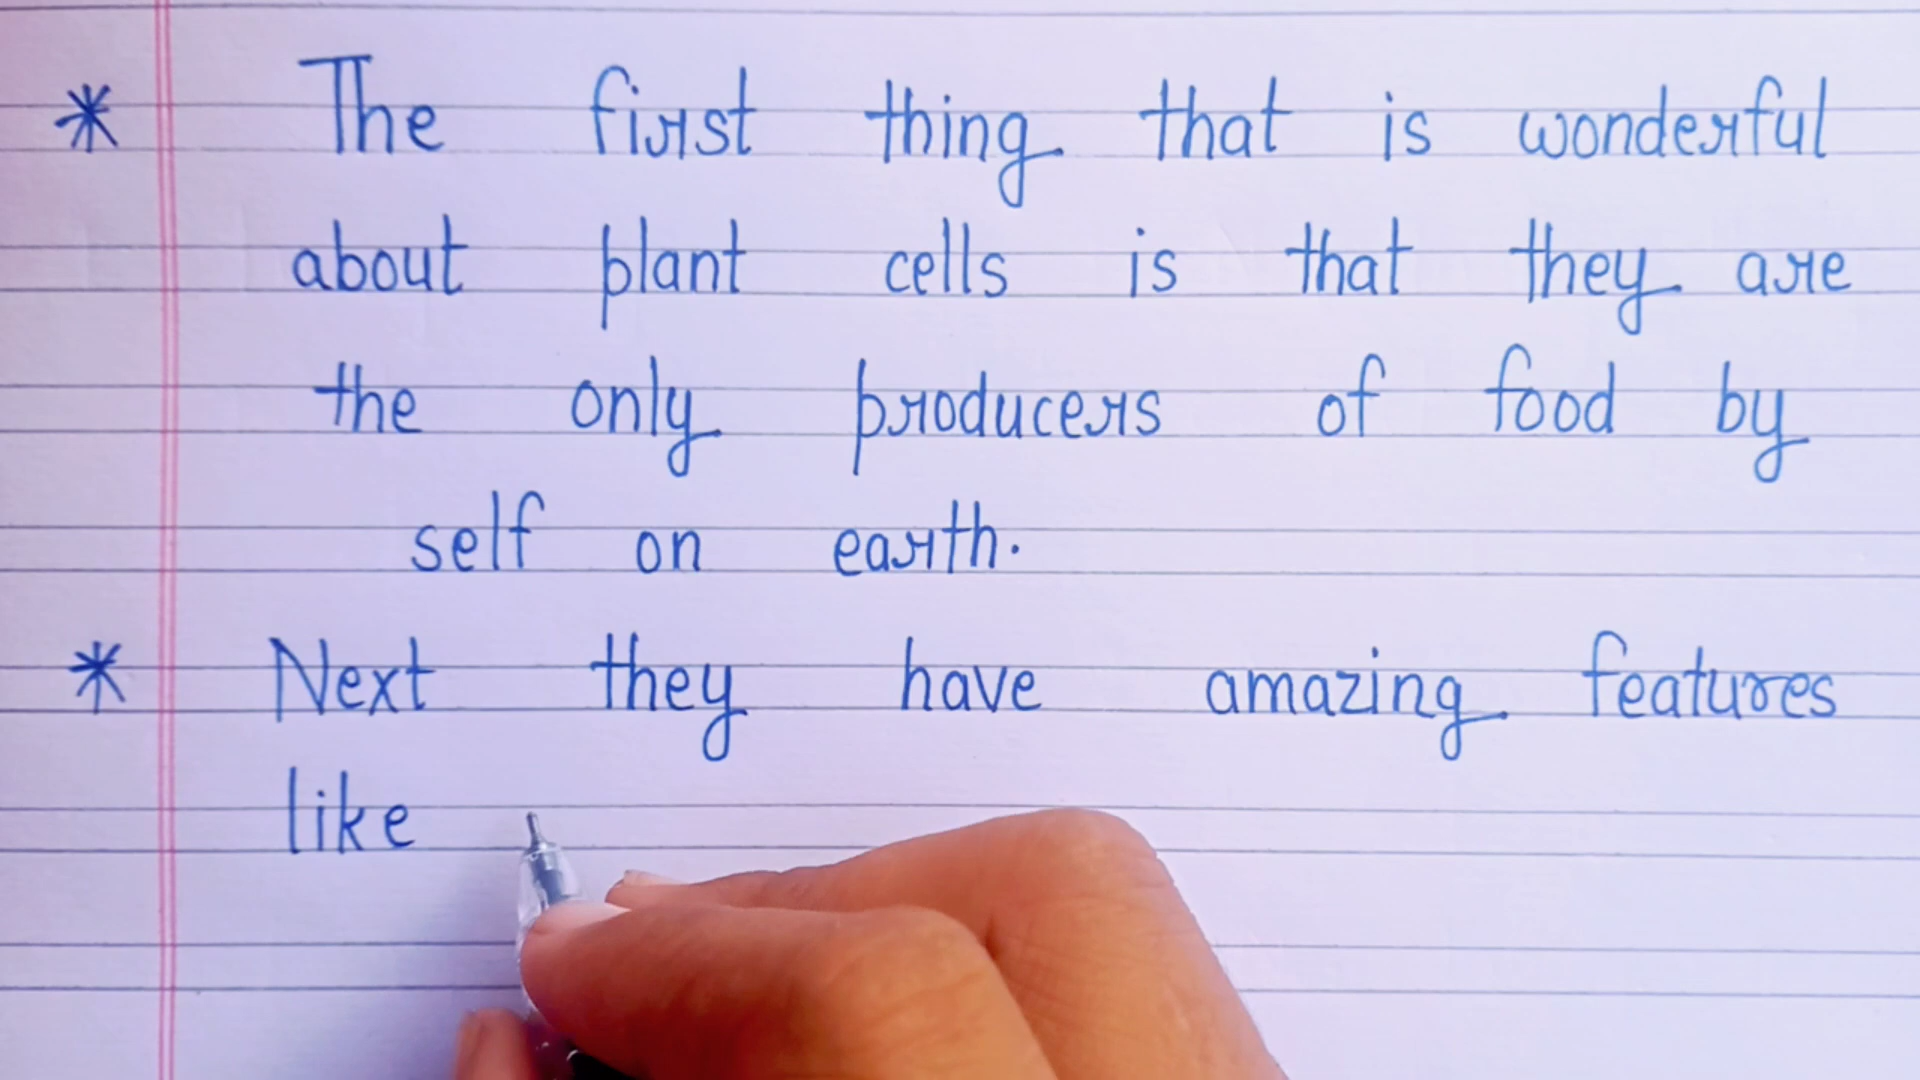 * The first thing that is wonderful
about plant cells is that they are
the only producers of food by
self on earth.
* Next they have amazing features
like